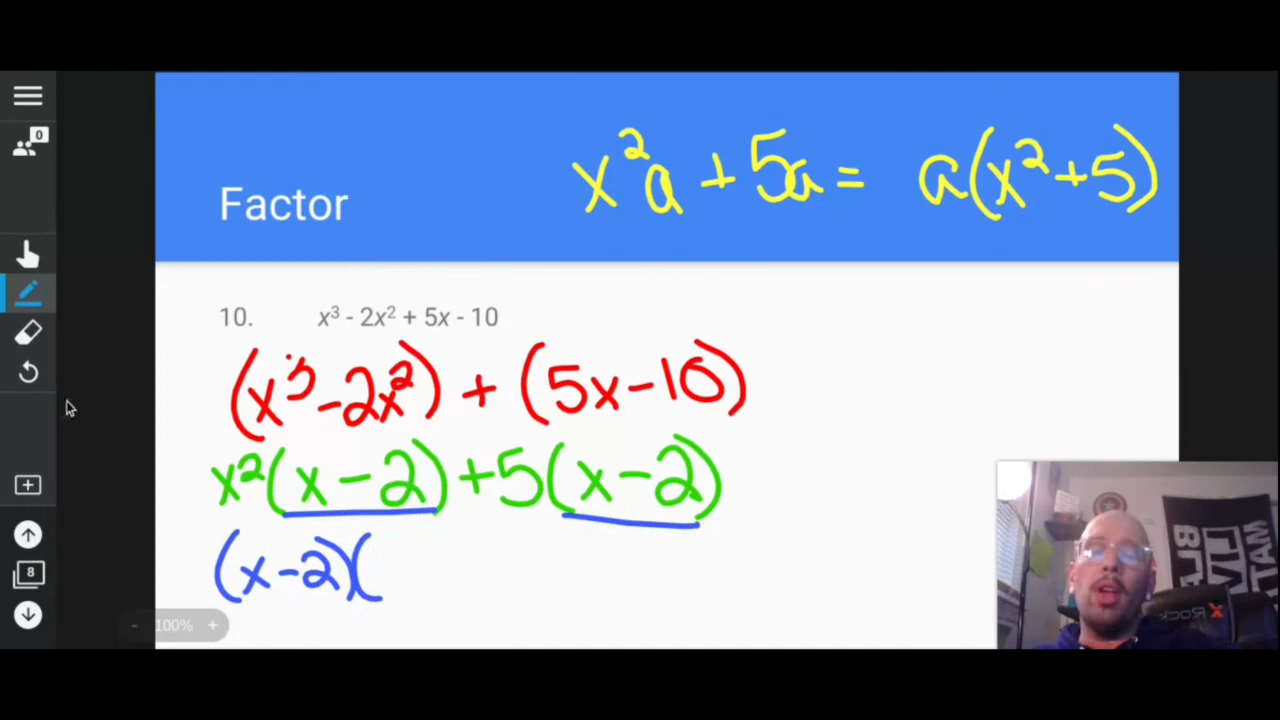 0
x²a + 5a = a(x²+5)
Factor
10. x³ - 2x² + 5x - 10
(x³-2x²) + (5x-10)
x²(x-2)+5(x-2)
(x-2)(
8
- 100% +
X Rock